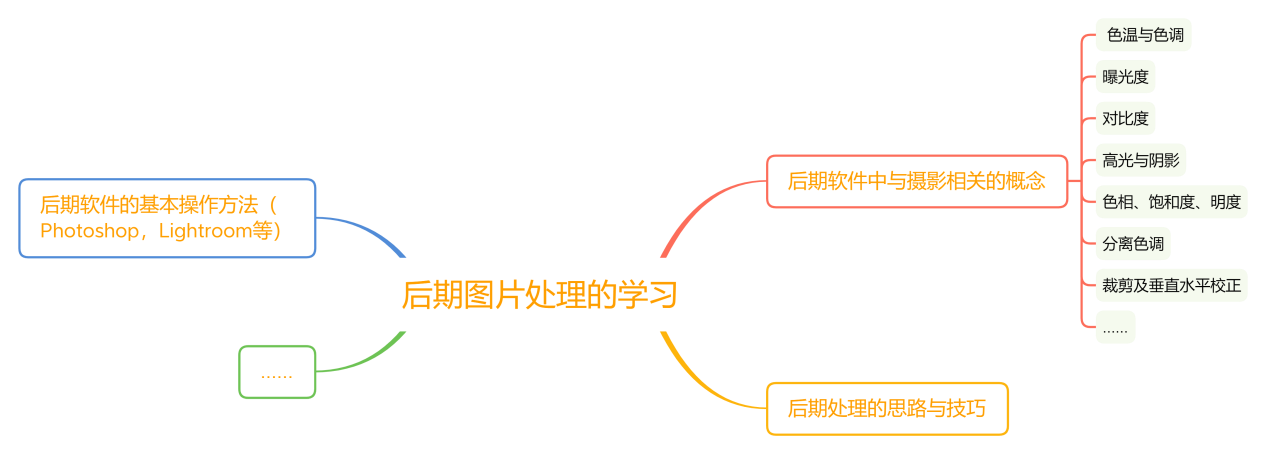 后期图片处理的学习
后期软件中与摄影相关的概念
色温与色调
曝光度
对比度
高光与阴影
色相、饱和度、明度
分离色调
裁剪及垂直水平校正
……
后期处理的思路与技巧
后期软件的基本操作方法（
Photoshop，Lightroom等）
……